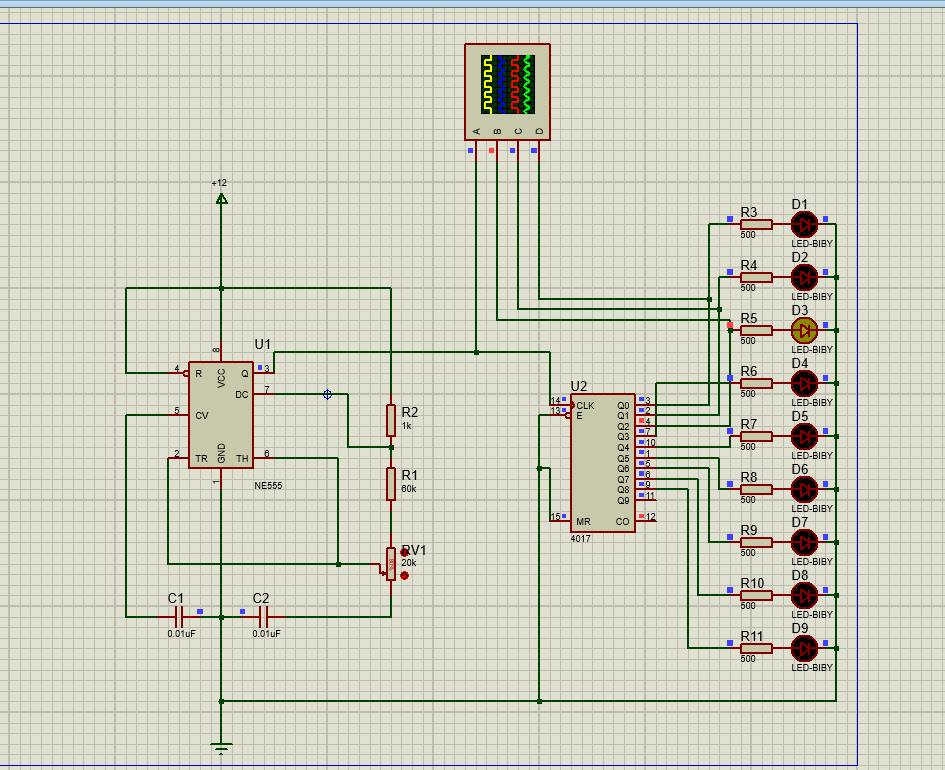 A B C D
+12
R3
500
D1
LED-BIBY
R4
500
D2
LED-BIBY
R5
500
D3
LED-BIBY
R6
500
D4
LED-BIBY
R7
500
D5
LED-BIBY
R8
500
D6
LED-BIBY
R9
500
D7
LED-BIBY
R10
500
D8
LED-BIBY
R11
500
D9
LED-BIBY
U1
8
VCC
4 R Q 3
DC 7
5 CV
2 TR GND TH 6
1
NE555
R2
1k
R1
60k
RV1
20k
C1
0.01uF
C2
0.01uF
U2
14 CLK Q0 3
13 E Q1 2
Q2 4
Q3 7
Q4 10
Q5 1
Q6 5
Q7 6
Q8 9
Q9 11
15 MR CO 12
4017